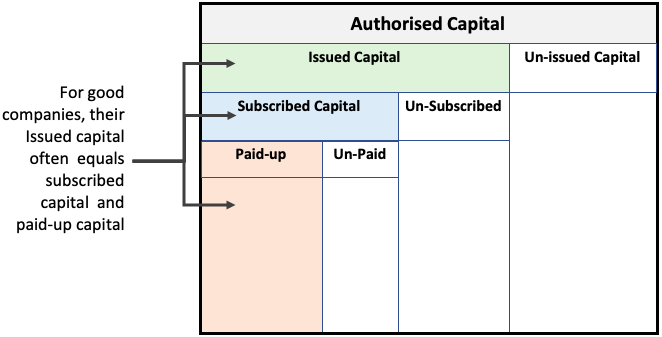 Authorised Capital
Issued Capital
Un-issued Capital
Subscribed Capital
Un-Subscribed
Paid-up
Un-Paid
For good
companies, their
Issued capital
often equals
subscribed
capital and
paid-up capital